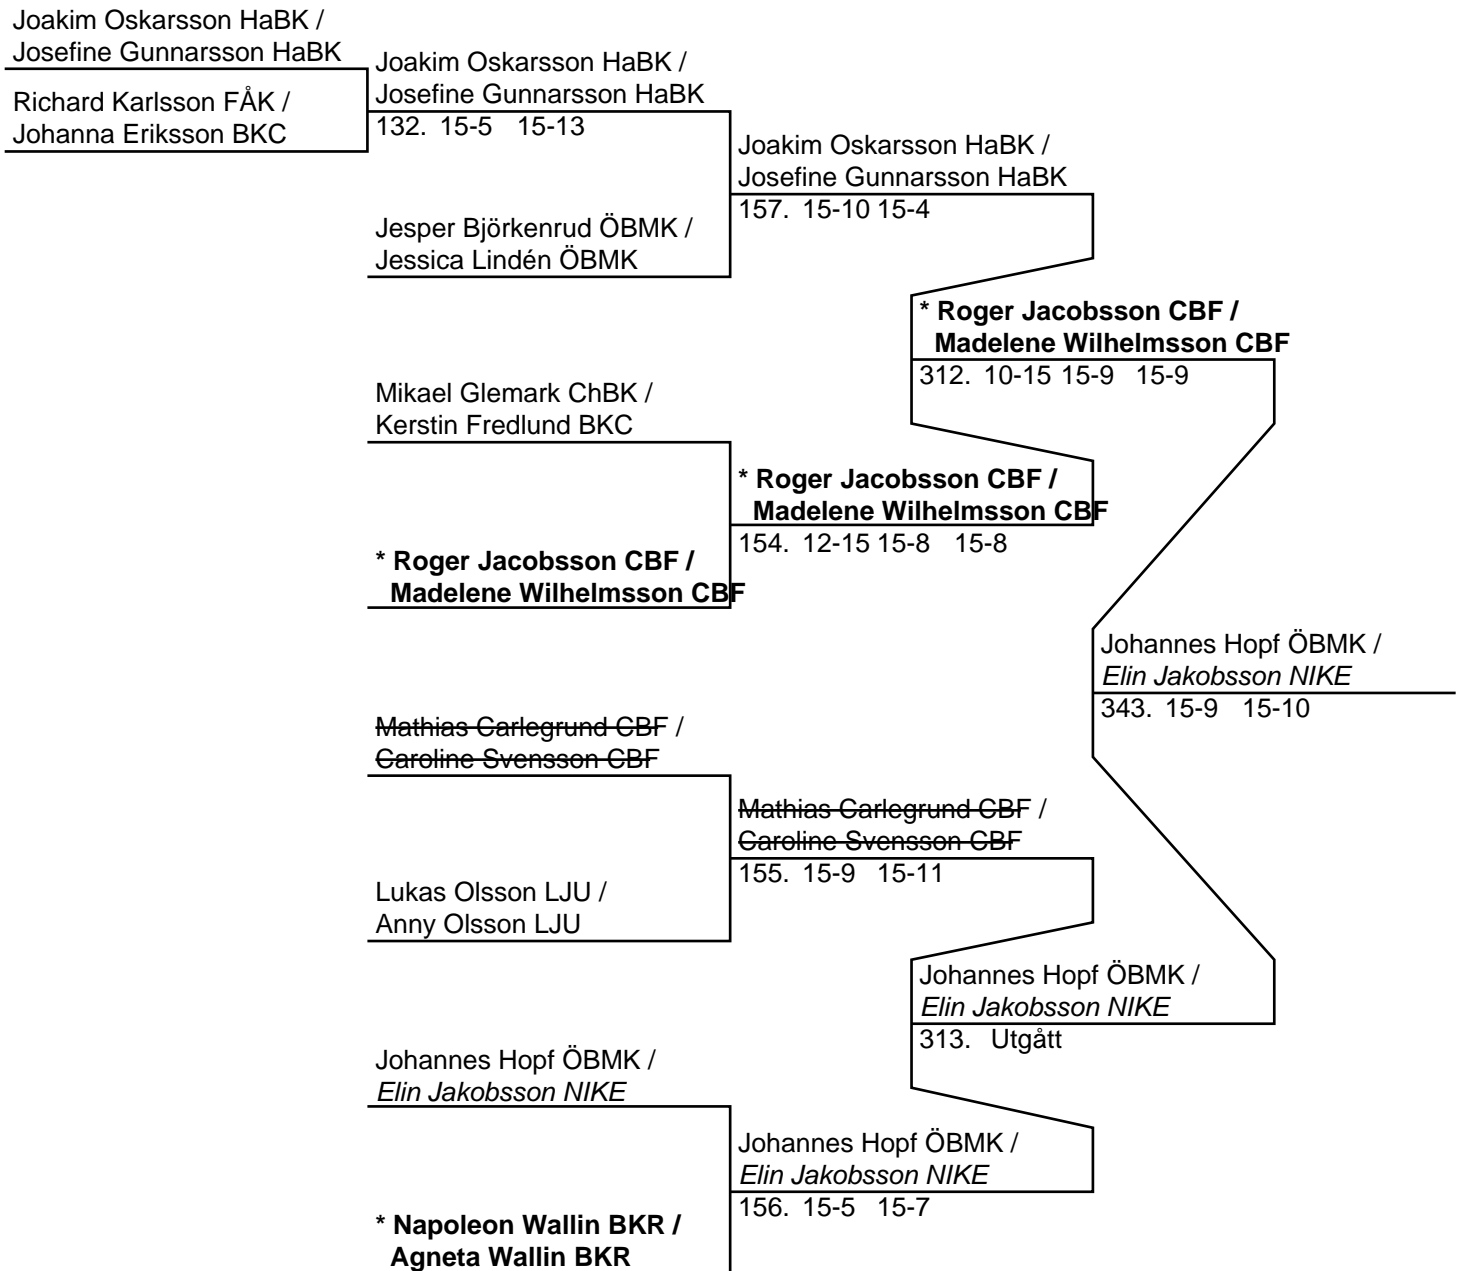 Joakim Oskarsson HaBK /
Josefine Gunnarsson HaBK
Richard Karlsson FÅK /
Johanna Eriksson BKC
Joakim Oskarsson HaBK /
Josefine Gunnarsson HaBK
132. 15-5 15-13
Jesper Björkenrud ÖBMK /
Jessica Lindén ÖBMK
Joakim Oskarsson HaBK /
Josefine Gunnarsson HaBK
157. 15-10 15-4
Mikael Glemark ChBK /
Kerstin Fredlund BKC
* Roger Jacobsson CBF /
Madelene Wilhelmsson CBF
* Roger Jacobsson CBF /
Madelene Wilhelmsson CBF
154. 12-15 15-8 15-8
* Roger Jacobsson CBF /
Madelene Wilhelmsson CBF
312. 10-15 15-9 15-9
Mathias Carlegrund CBF /
Caroline Svensson CBF
Lukas Olsson LJU /
Anny Olsson LJU
Mathias Carlegrund CBF /
Caroline Svensson CBF
155. 15-9 15-11
Johannes Hopf ÖBMK /
Elin Jakobsson NIKE
* Napoleon Wallin BKR /
Agneta Wallin BKR
Johannes Hopf ÖBMK /
Elin Jakobsson NIKE
156. 15-5 15-7
Johannes Hopf ÖBMK /
Elin Jakobsson NIKE
313. Utgått
Johannes Hopf ÖBMK /
Elin Jakobsson NIKE
343. 15-9 15-10